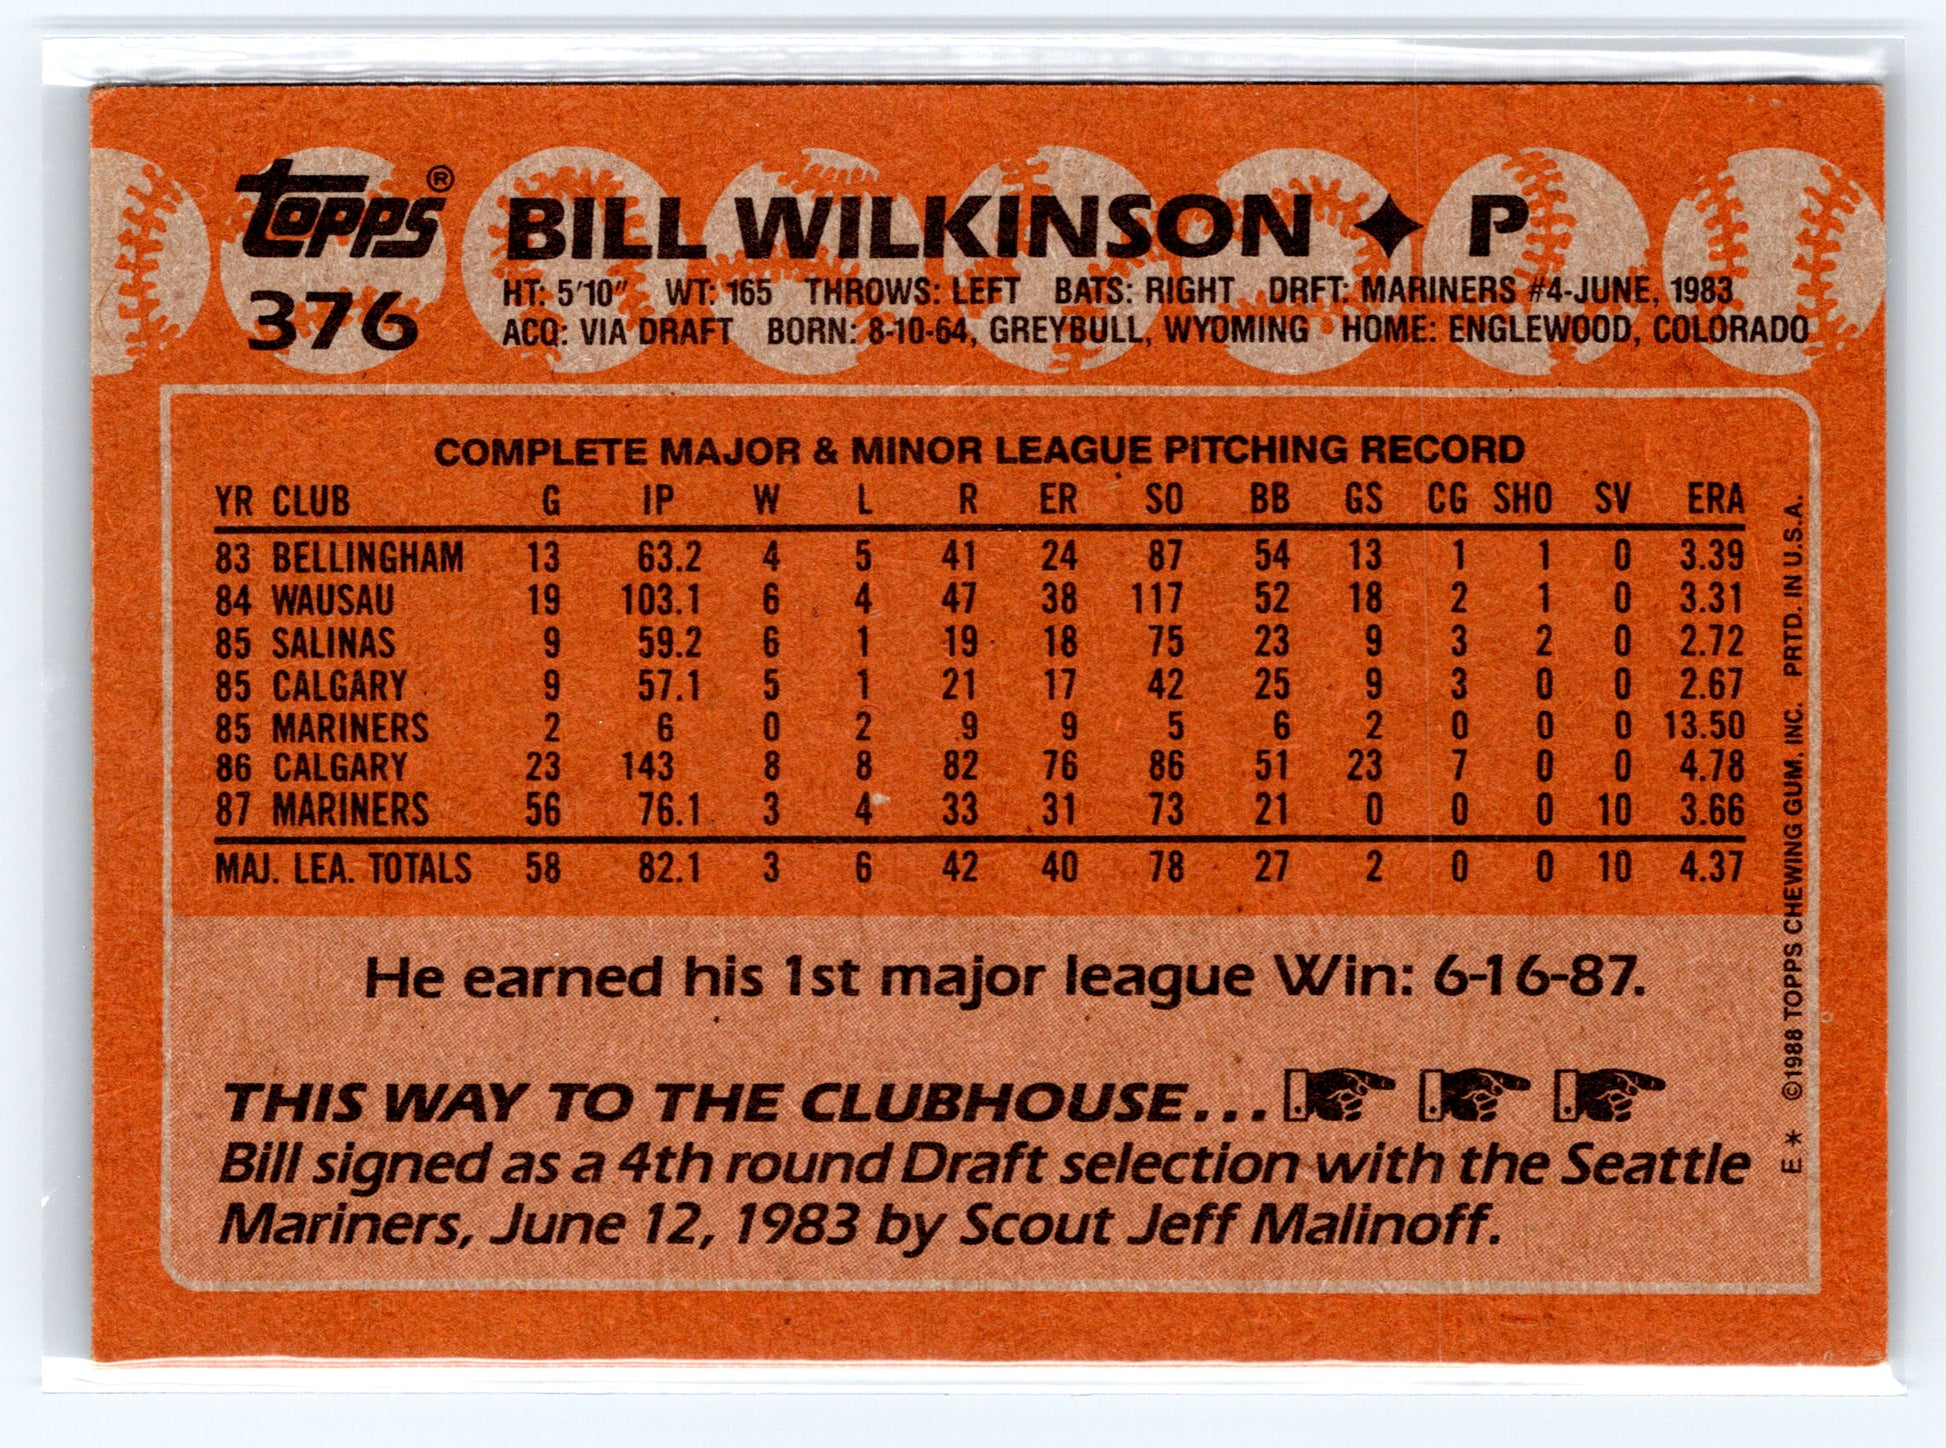 topps®
376
BILL WILKINSON ✦ P
HT: 5'10" WT: 165 THROWS: LEFT BATS: RIGHT DRFT: MARINERS #4-JUNE, 1983
ACQ: VIA DRAFT BORN: 8-10-64, GREYBULL, WYOMING HOME: ENGLEWOOD, COLORADO
COMPLETE MAJOR & MINOR LEAGUE PITCHING RECORD
YR CLUB G IP W L R ER SO BB GS CG SHO SV ERA
83 BELLINGHAM 13 63.2 4 5 41 24 87 54 13 1 1 0 3.39
84 WAUSAU 19 103.1 6 4 47 38 117 52 18 2 1 0 3.31
85 SALINAS 9 59.2 6 1 19 18 75 23 9 3 2 0 2.72
85 CALGARY 9 57.1 5 1 21 17 42 25 9 3 0 0 2.67
85 MARINERS 2 6 0 2 9 9 5 6 2 0 0 0 13.50
86 CALGARY 23 143 8 8 82 76 86 51 23 7 0 0 4.78
87 MARINERS 56 76.1 3 4 33 31 73 21 0 0 0 10 3.66
MAJ. LEA. TOTALS 58 82.1 3 6 42 40 78 27 2 0 0 10 4.37
He earned his 1st major league Win: 6-16-87.
THIS WAY TO THE CLUBHOUSE...
Bill signed as a 4th round Draft selection with the Seattle
Mariners, June 12, 1983 by Scout Jeff Malinoff.
E* ©1988 TOPPS CHEWING GUM, INC. PRTD. IN U.S.A.